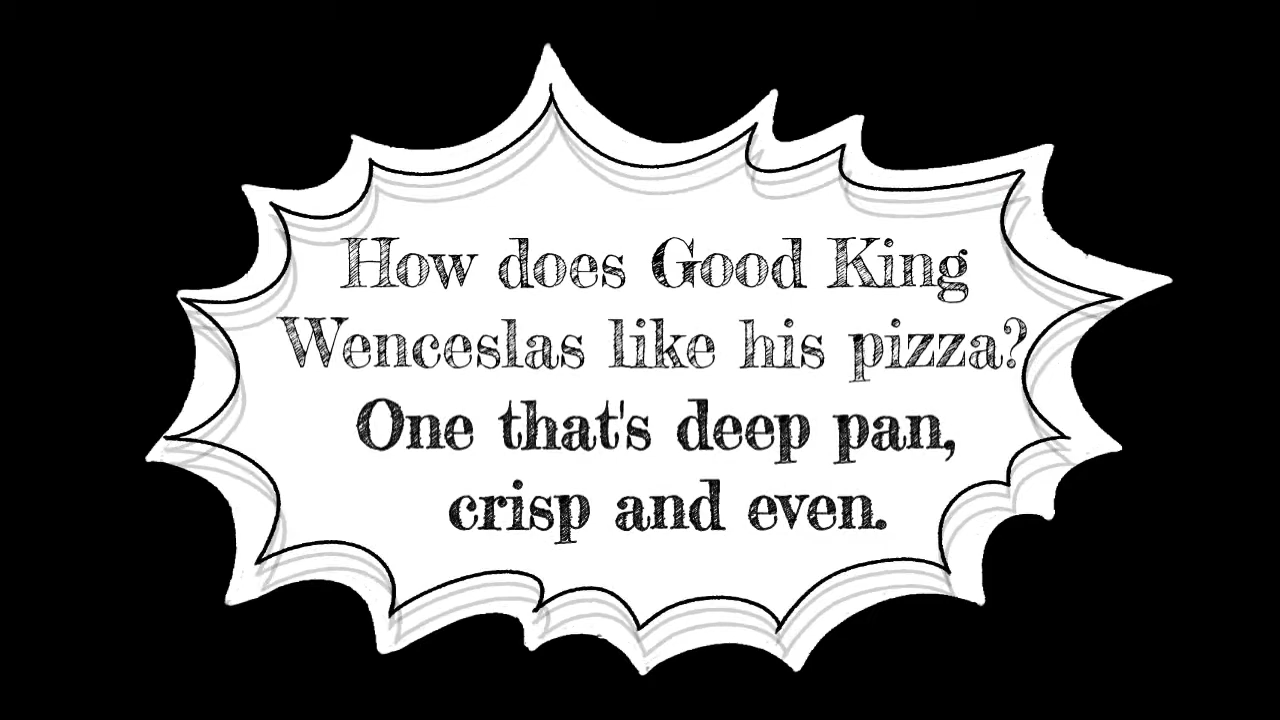 How does Good King
Wenceslas like his pizza?
One that's deep pan,
crisp and even.